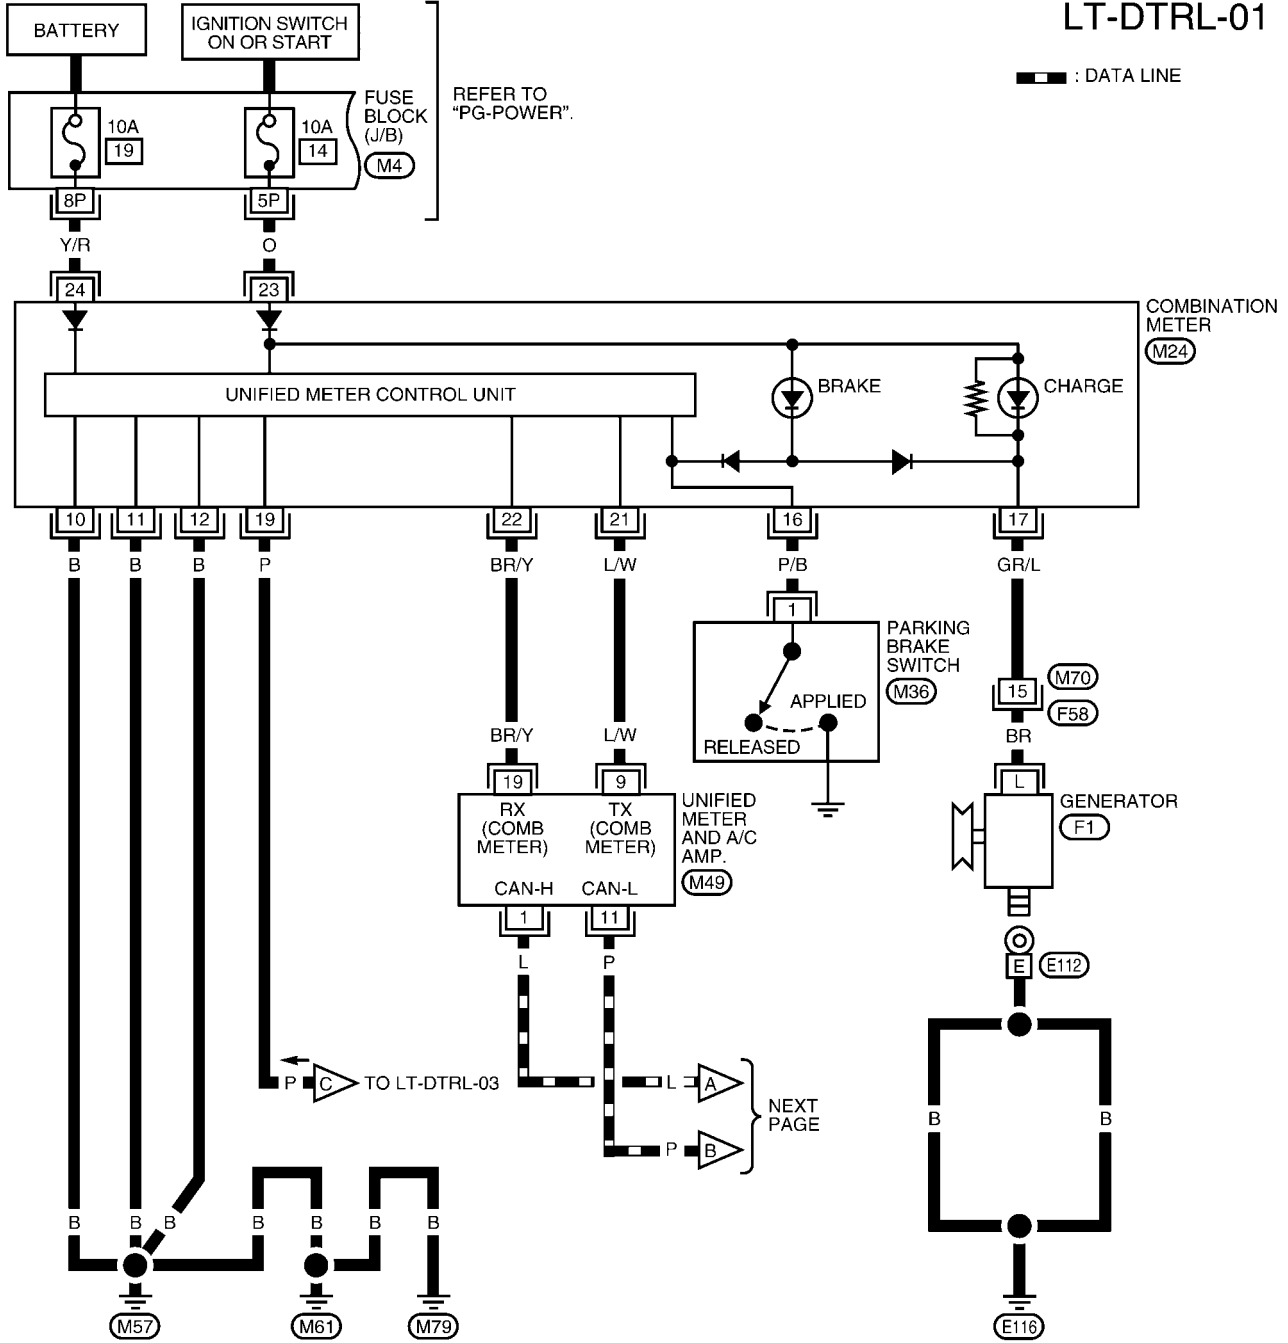 LT-DTRL-01
: DATA LINE
BATTERY
IGNITION SWITCH
ON OR START
REFER TO
“PG-POWER”.
FUSE
BLOCK
(J/B)
M4
10A
19
10A
14
8P
5P
Y/R
O
24
23
COMBINATION
METER
M24
UNIFIED METER CONTROL UNIT
BRAKE
CHARGE
10
11
12
19
22
21
16
17
B
B
B
P
BR/Y
L/W
P/B
GR/L
1
PARKING
BRAKE
SWITCH
M36
APPLIED
RELEASED
15
M70
F58
BR
BR/Y
L/W
19
9
L
RX
(COMB
METER)
TX
(COMB
METER)
CAN-H
CAN-L
UNIFIED
METER
AND A/C
AMP.
M49
GENERATOR
F1
1
11
L
P
E
E112
P
C
TO LT-DTRL-03
L
A
P
B
NEXT
PAGE
B
B
B
B
B
B
B
B
B
M57
M61
M79
E116